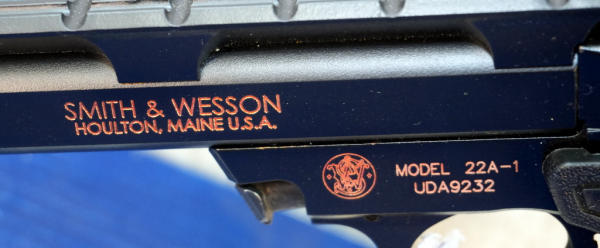 SMITH & WESSON
HOULTON, MAINE U.S.A.
MODEL 22A-1
UDA9232